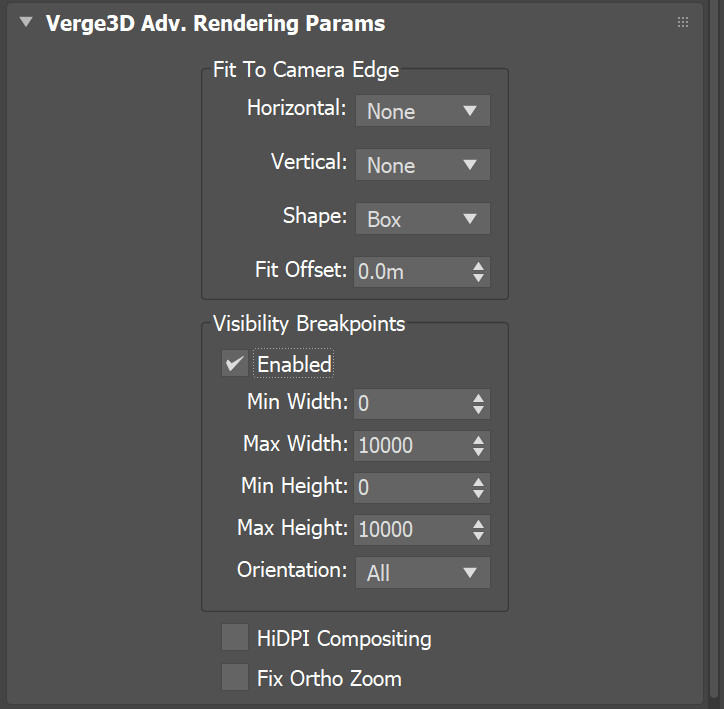 Verge3D Adv. Rendering Params
Fit To Camera Edge
Horizontal: None
Vertical: None
Shape: Box
Fit Offset: 0.0m
Visibility Breakpoints
Enabled
Min Width: 0
Max Width: 10000
Min Height: 0
Max Height: 10000
Orientation: All
HiDPI Compositing
Fix Ortho Zoom